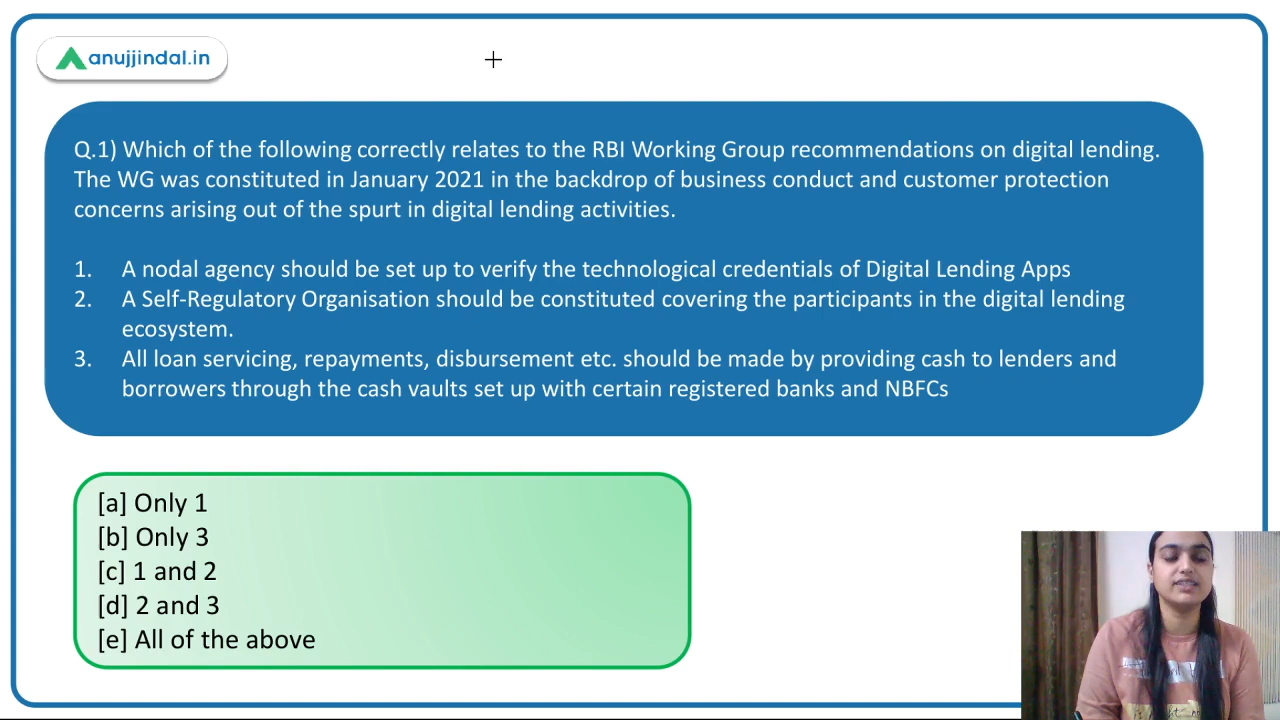 anujjindal.in
Q.1) Which of the following correctly relates to the RBI Working Group recommendations on digital lending.
The WG was constituted in January 2021 in the backdrop of business conduct and customer protection
concerns arising out of the spurt in digital lending activities.
1. A nodal agency should be set up to verify the technological credentials of Digital Lending Apps
2. A Self-Regulatory Organisation should be constituted covering the participants in the digital lending
ecosystem.
3. All loan servicing, repayments, disbursement etc. should be made by providing cash to lenders and
borrowers through the cash vaults set up with certain registered banks and NBFCs
[a] Only 1
[b] Only 3
[c] 1 and 2
[d] 2 and 3
[e] All of the above